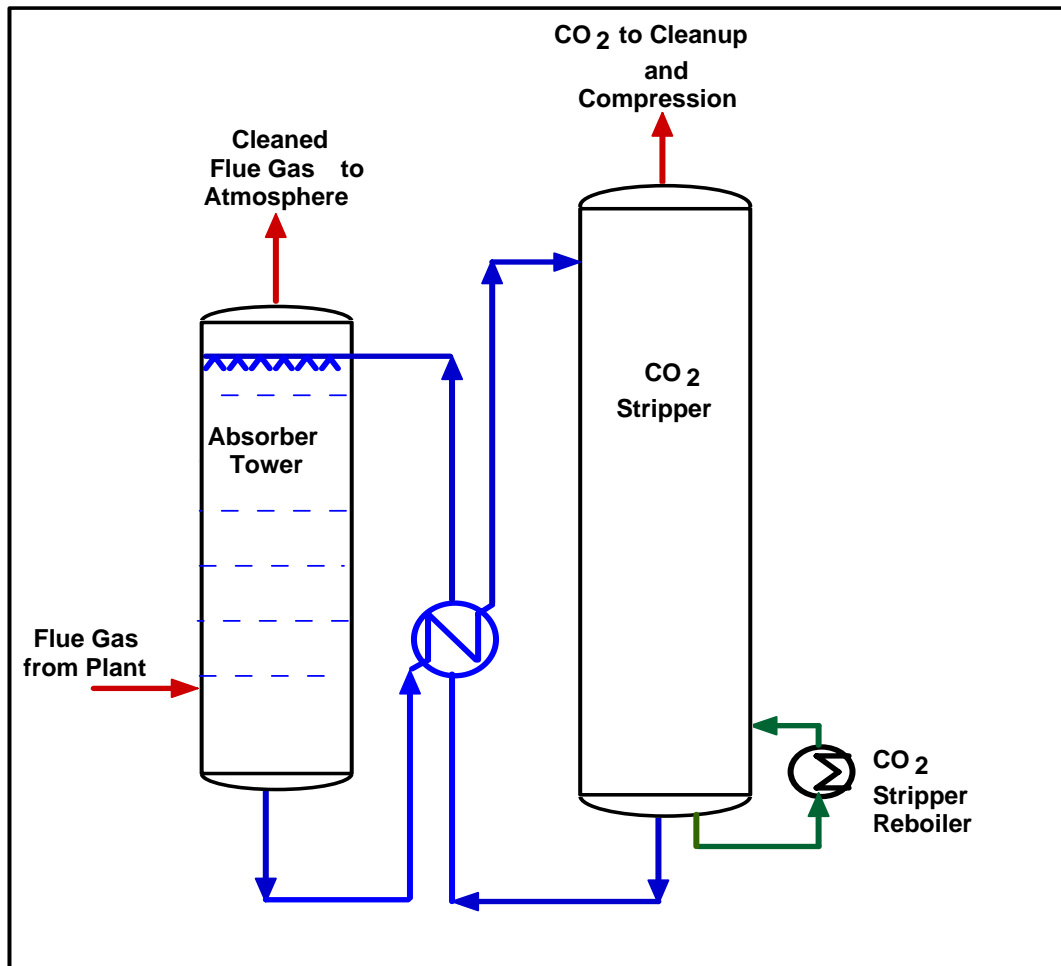 CO 2 to Cleanup
and
Compression
Cleaned
Flue Gas to
Atmosphere
CO 2
Stripper
Absorber
Tower
Flue Gas
from Plant
CO 2
Stripper
Reboiler